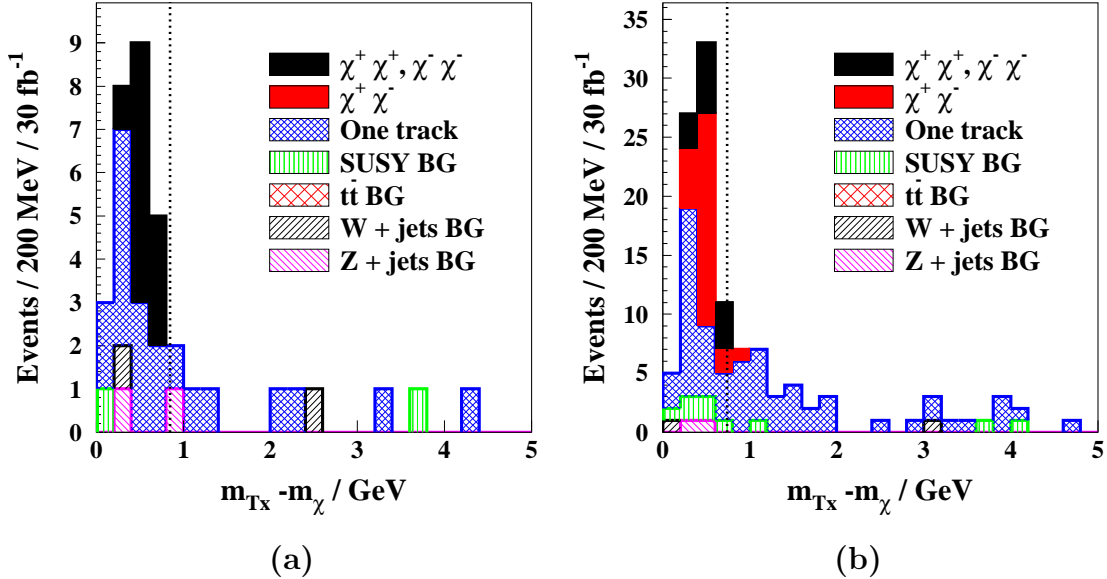 Events / 200 MeV / 30 fb⁻¹
9
8
7
6
5
4
3
2
1
0
0 1 2 3 4 5
m_Tx -m_χ / GeV
χ⁺ χ⁺, χ⁻ χ⁻
χ⁺ χ⁻
One track
SUSY BG
tt̄ BG
W + jets BG
Z + jets BG
(a)
Events / 200 MeV / 30 fb⁻¹
35
30
25
20
15
10
5
0
0 1 2 3 4 5
m_Tx -m_χ / GeV
χ⁺ χ⁺, χ⁻ χ⁻
χ⁺ χ⁻
One track
SUSY BG
tt̄ BG
W + jets BG
Z + jets BG
(b)